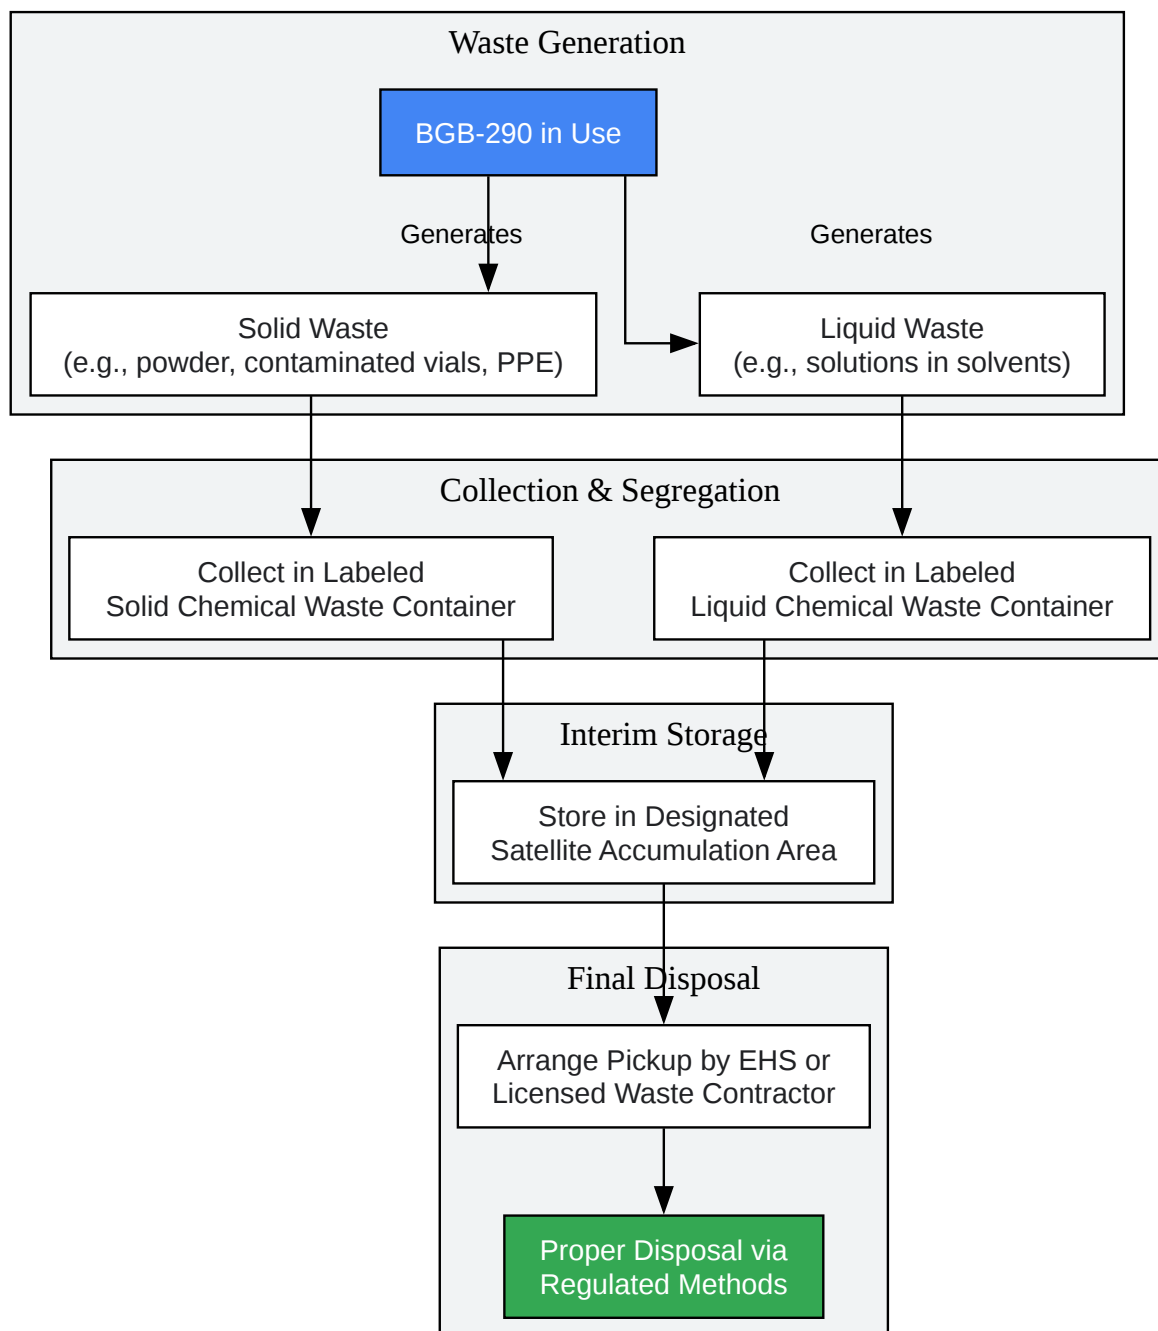 Waste Generation
BGB-290 in Use
Generates
Generates
Solid Waste
(e.g., powder, contaminated vials, PPE)
Liquid Waste
(e.g., solutions in solvents)
Collection & Segregation
Collect in Labeled
Solid Chemical Waste Container
Collect in Labeled
Liquid Chemical Waste Container
Interim Storage
Store in Designated
Satellite Accumulation Area
Final Disposal
Arrange Pickup by EHS or
Licensed Waste Contractor
Proper Disposal via
Regulated Methods